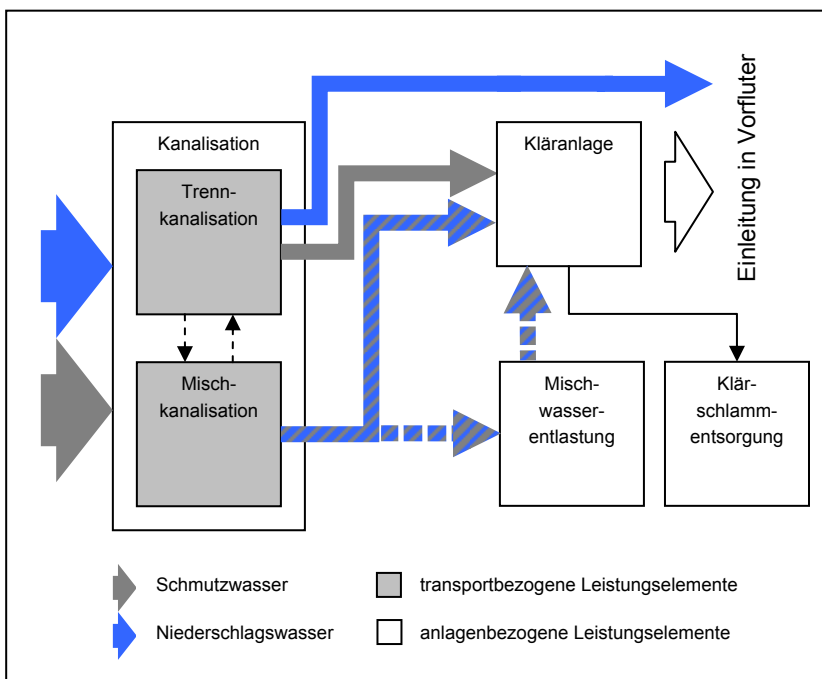 Kanalisation
Trenn-
kanalisation
Misch-
kanalisation
Kläranlage
Einleitung in Vorfluter
Misch-
wasser-
entlastung
Klär-
schlamm-
entsorgung
Schmutzwasser
transportbezogene Leistungselemente
Niederschlagswasser
anlagenbezogene Leistungselemente